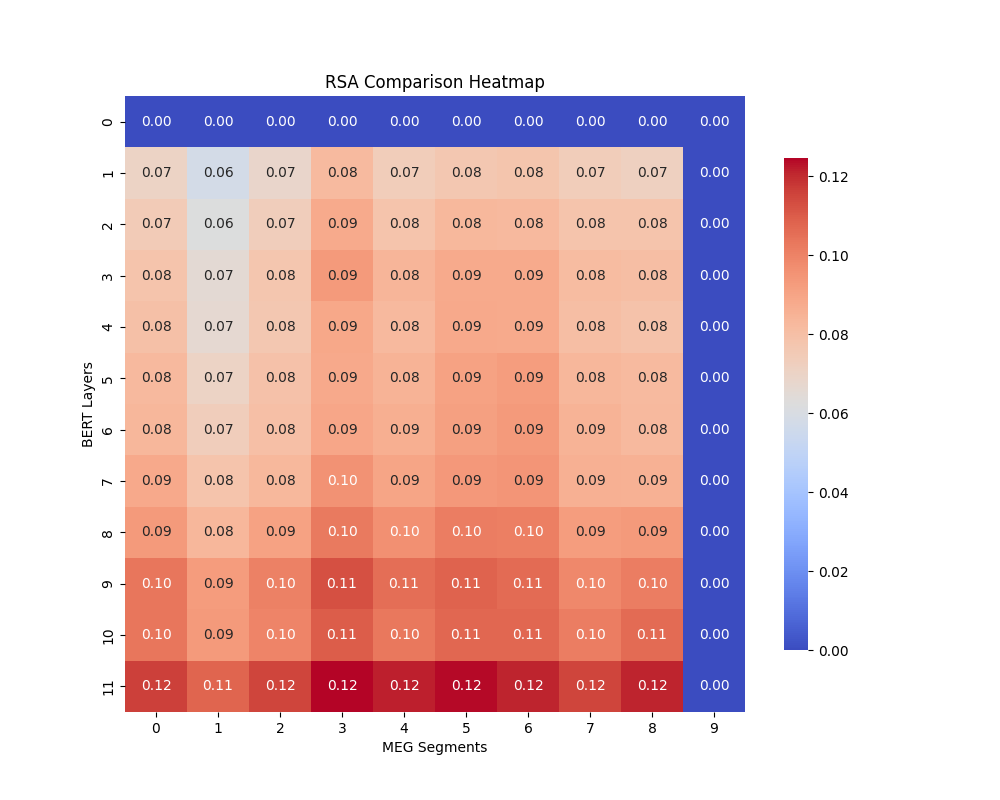 RSA Comparison Heatmap
0 0.00 0.00 0.00 0.00 0.00 0.00 0.00 0.00 0.00 0.00
1 0.07 0.06 0.07 0.08 0.07 0.08 0.08 0.07 0.07 0.00
2 0.07 0.06 0.07 0.09 0.08 0.08 0.08 0.08 0.08 0.00
3 0.08 0.07 0.08 0.09 0.08 0.09 0.09 0.08 0.08 0.00
4 0.08 0.07 0.08 0.09 0.08 0.09 0.09 0.08 0.08 0.00
5 0.08 0.07 0.08 0.09 0.08 0.09 0.09 0.08 0.08 0.00
6 0.08 0.07 0.08 0.09 0.09 0.09 0.09 0.09 0.08 0.00
7 0.09 0.08 0.08 0.10 0.09 0.09 0.09 0.09 0.09 0.00
8 0.09 0.08 0.09 0.10 0.10 0.10 0.10 0.09 0.09 0.00
9 0.10 0.09 0.10 0.11 0.11 0.11 0.11 0.10 0.10 0.00
10 0.10 0.09 0.10 0.11 0.10 0.11 0.11 0.10 0.11 0.00
11 0.12 0.11 0.12 0.12 0.12 0.12 0.12 0.12 0.12 0.00
0 1 2 3 4 5 6 7 8 9
MEG Segments
BERT Layers
0.12
0.10
0.08
0.06
0.04
0.02
0.00